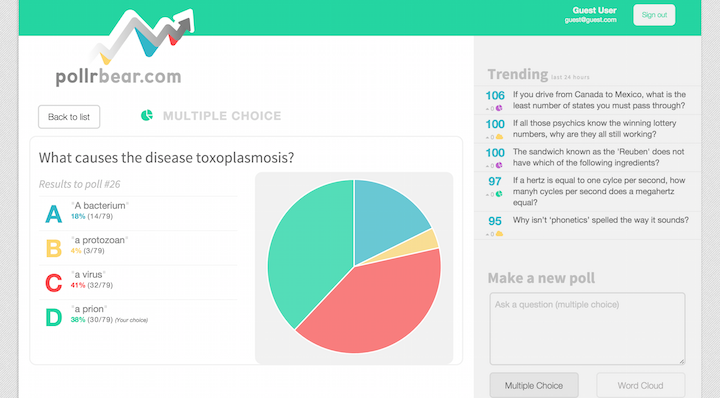 Guest User
guest@guest.com
Sign out
pollrbear.com
Back to list
MULTIPLE CHOICE
What causes the disease toxoplasmosis?
Results to poll #26
A
"A bacterium"
18% (14/79)
B
"a protozoan"
4% (3/79)
C
"a virus"
41% (32/79)
D
"a prion"
38% (30/79) (Your choice)
Trending last 24 hours
106
+ 0
If you drive from Canada to Mexico, what is the
least number of states you must pass through?
100
+ 0
If all those psychics know the winning lottery
numbers, why are they all still working?
100
+ 0
The sandwich known as the 'Reuben' does not
have which of the following ingredients?
97
+ 0
If a hertz is equal to one cylce per second, how
manyh cycles per second does a megahertz
equal?
95
+ 0
Why isn't 'phonetics' spelled the way it sounds?
Make a new poll
Ask a question (multiple choice)
Multiple Choice
Word Cloud